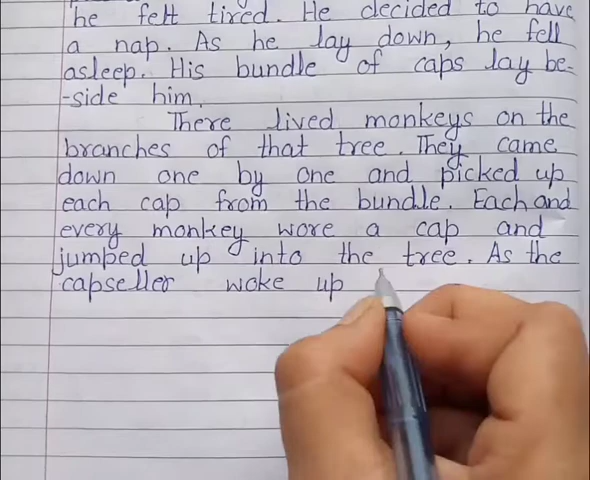 he felt tired. He decided to have
a nap. As he lay down, he fell
asleep. His bundle of caps lay be-
-side him.
There lived monkeys on the
branches of that tree. They came
down one by one and picked up
each cap from the bundle. Each and
every monkey wore a cap and
jumped up into the tree. As the
capseller woke up